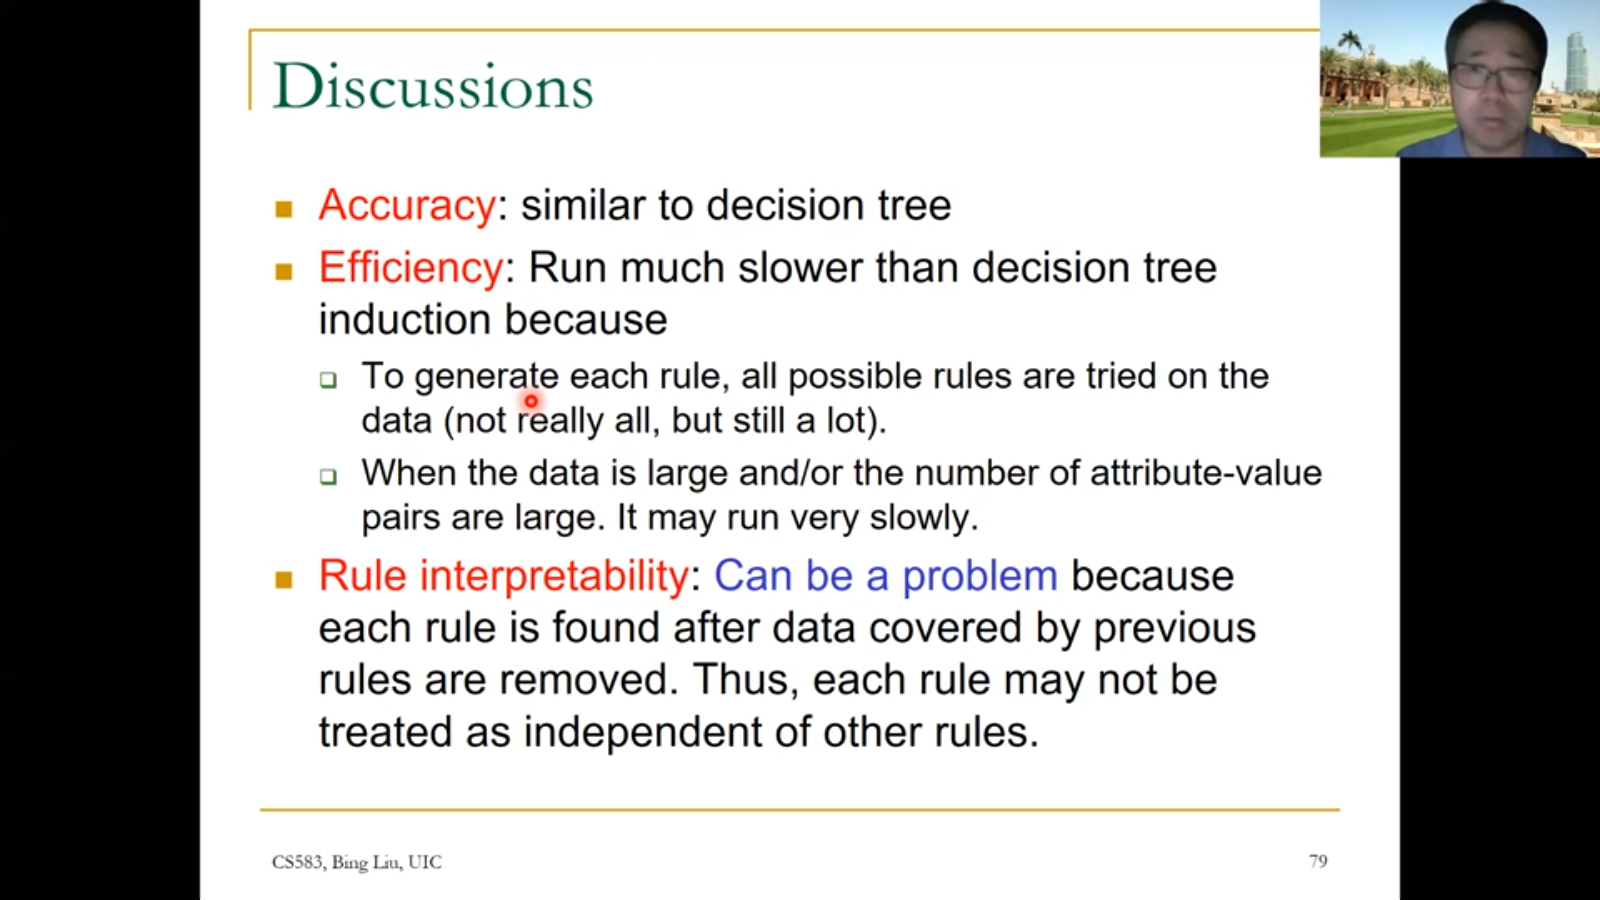 Discussions
Accuracy: similar to decision tree
Efficiency: Run much slower than decision tree
induction because
To generate each rule, all possible rules are tried on the
data (not really all, but still a lot).
When the data is large and/or the number of attribute-value
pairs are large. It may run very slowly.
Rule interpretability: Can be a problem because
each rule is found after data covered by previous
rules are removed. Thus, each rule may not be
treated as independent of other rules.
CS583, Bing Liu, UIC
79